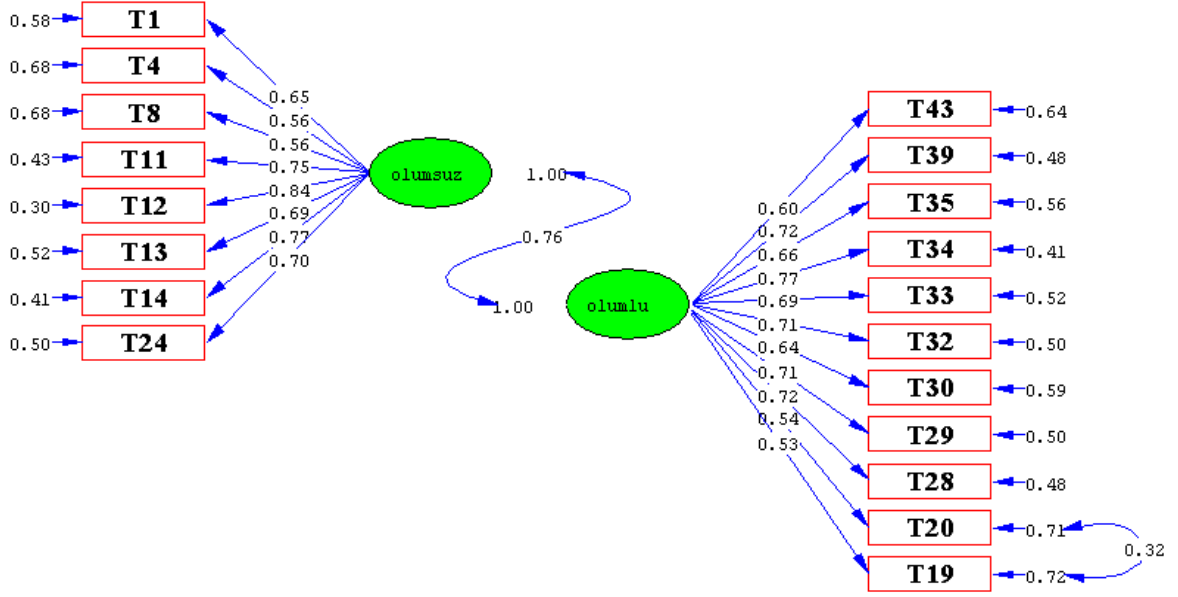 0.58 T1
0.68 T4
0.68 T8
0.43 T11
0.30 T12
0.52 T13
0.41 T14
0.50 T24
0.65
0.56
0.56
0.75
0.84
0.69
0.77
0.70
olumsuz
1.00
0.76
1.00
olumlu
0.60
0.72
0.66
0.77
0.69
0.71
0.64
0.71
0.72
0.54
0.53
T43 0.64
T39 0.48
T35 0.56
T34 0.41
T33 0.52
T32 0.50
T30 0.59
T29 0.50
T28 0.48
T20 0.71
T19 0.72
0.32